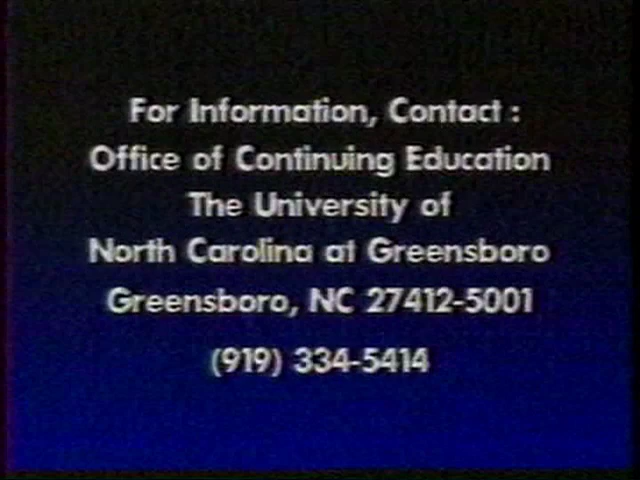 For Information, Contact :
Office of Continuing Education
The University of
North Carolina at Greensboro
Greensboro, NC 27412-5001
(919) 334-5414